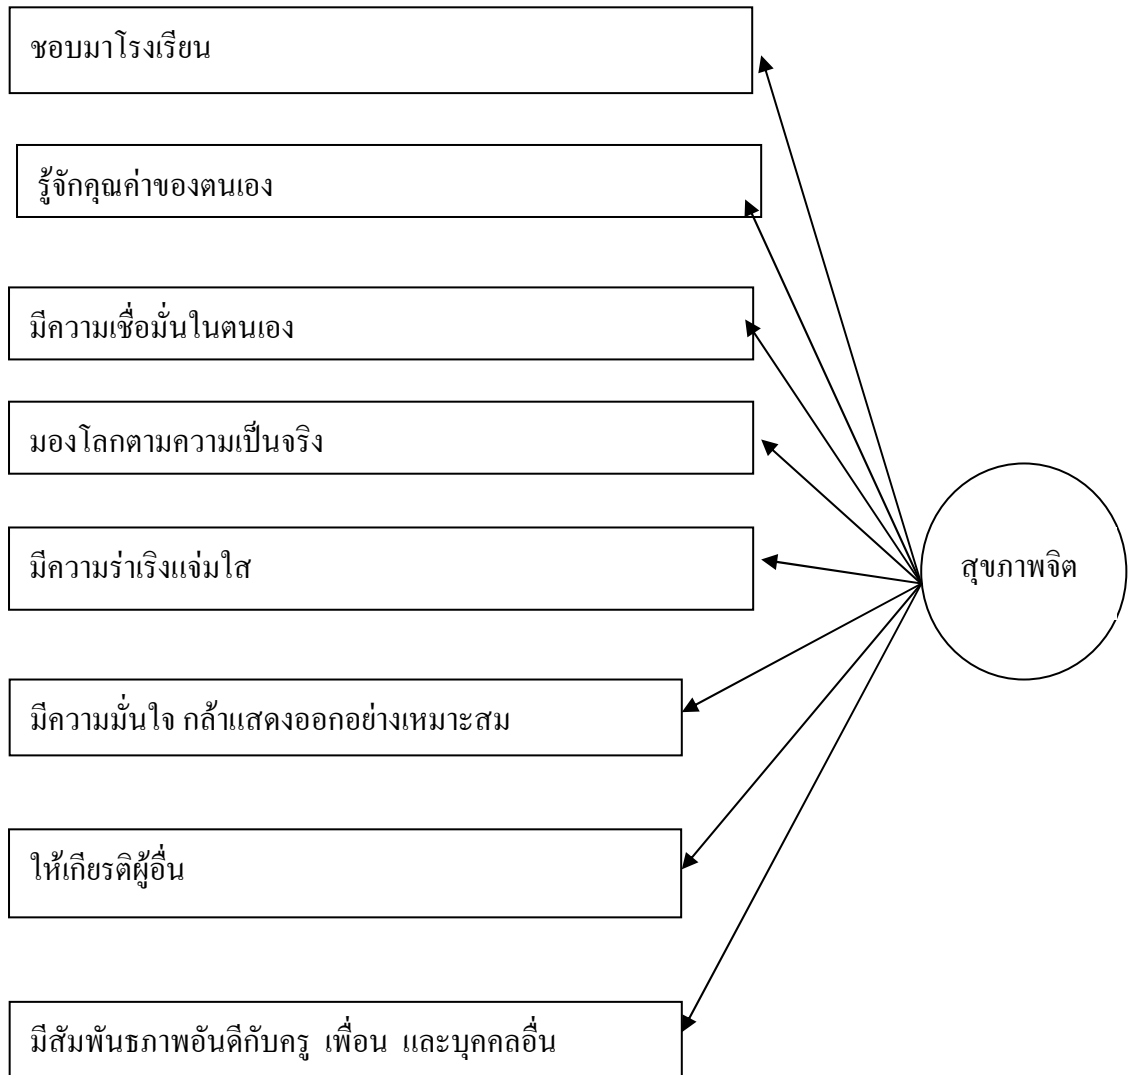 ชอบมาโรงเรียน
รู้จักคุณค่าของตนเอง
มีความเชื่อมั่นในตนเอง
มองโลกตามความเป็นจริง
มีความร่าเริงแจ่มใส
สุขภาพจิต
มีความมั่นใจ กล้าแสดงออกอย่างเหมาะสม
ให้เกียรติผู้อื่น
มีสัมพันธภาพอันดีกับครู เพื่อน และบุคคลอื่น